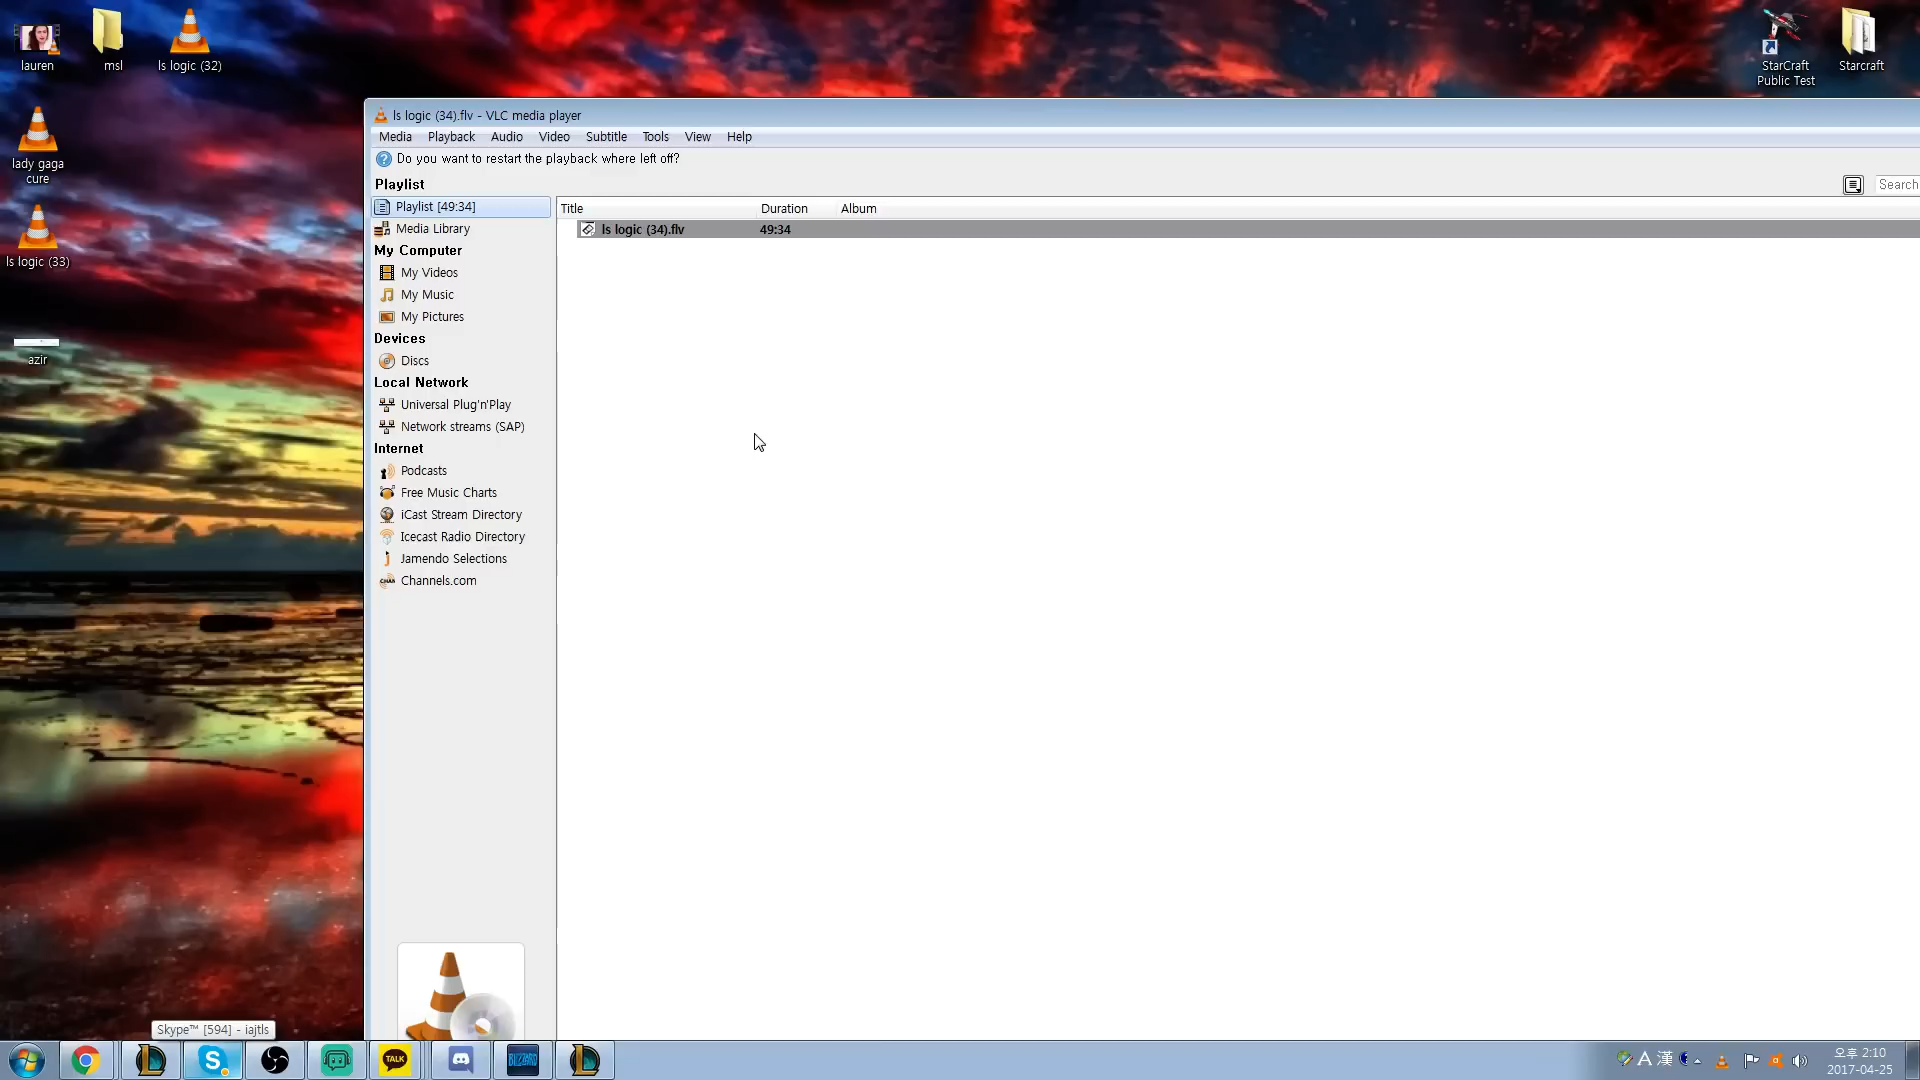 lauren
msl
ls logic (32)
StarCraft
Public Test
Starcraft
lady gaga
cure
ls logic (33)
azir
ls logic (34).flv - VLC media player
Media Playback Audio Video Subtitle Tools View Help
Do you want to restart the playback where left off?
Playlist
Search
Playlist [49:34]
Media Library
My Computer
My Videos
My Music
My Pictures
Devices
Discs
Local Network
Universal Plug'n'Play
Network streams (SAP)
Internet
Podcasts
Free Music Charts
iCast Stream Directory
Icecast Radio Directory
Jamendo Selections
Channels.com
Title Duration Album
ls logic (34).flv 49:34
Skype™ [594] - iajtls
TALK
BLIZZARD
A 漢
오후 2:10
2017-04-25